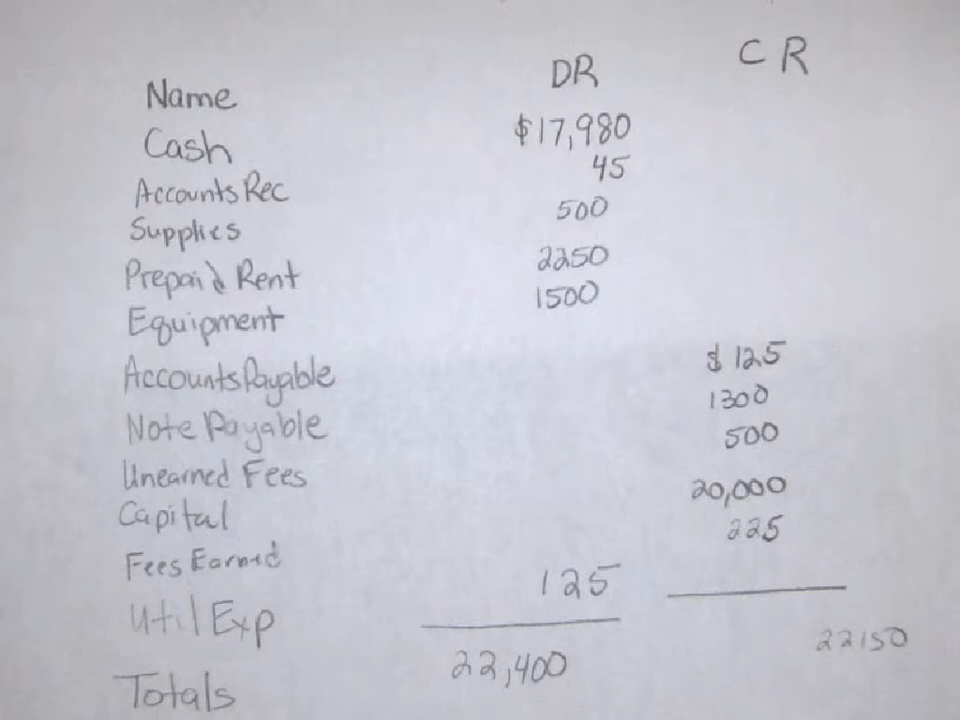 Name DR CR
Cash $17,980
Accounts Rec 45
Supplies 500
Prepaid Rent 2250
Equipment 1500
Accounts Payable $125
Note Payable 1300
Unearned Fees 500
Capital 20,000
Fees Earned 225
Util Exp 125
Totals 22,400 22150